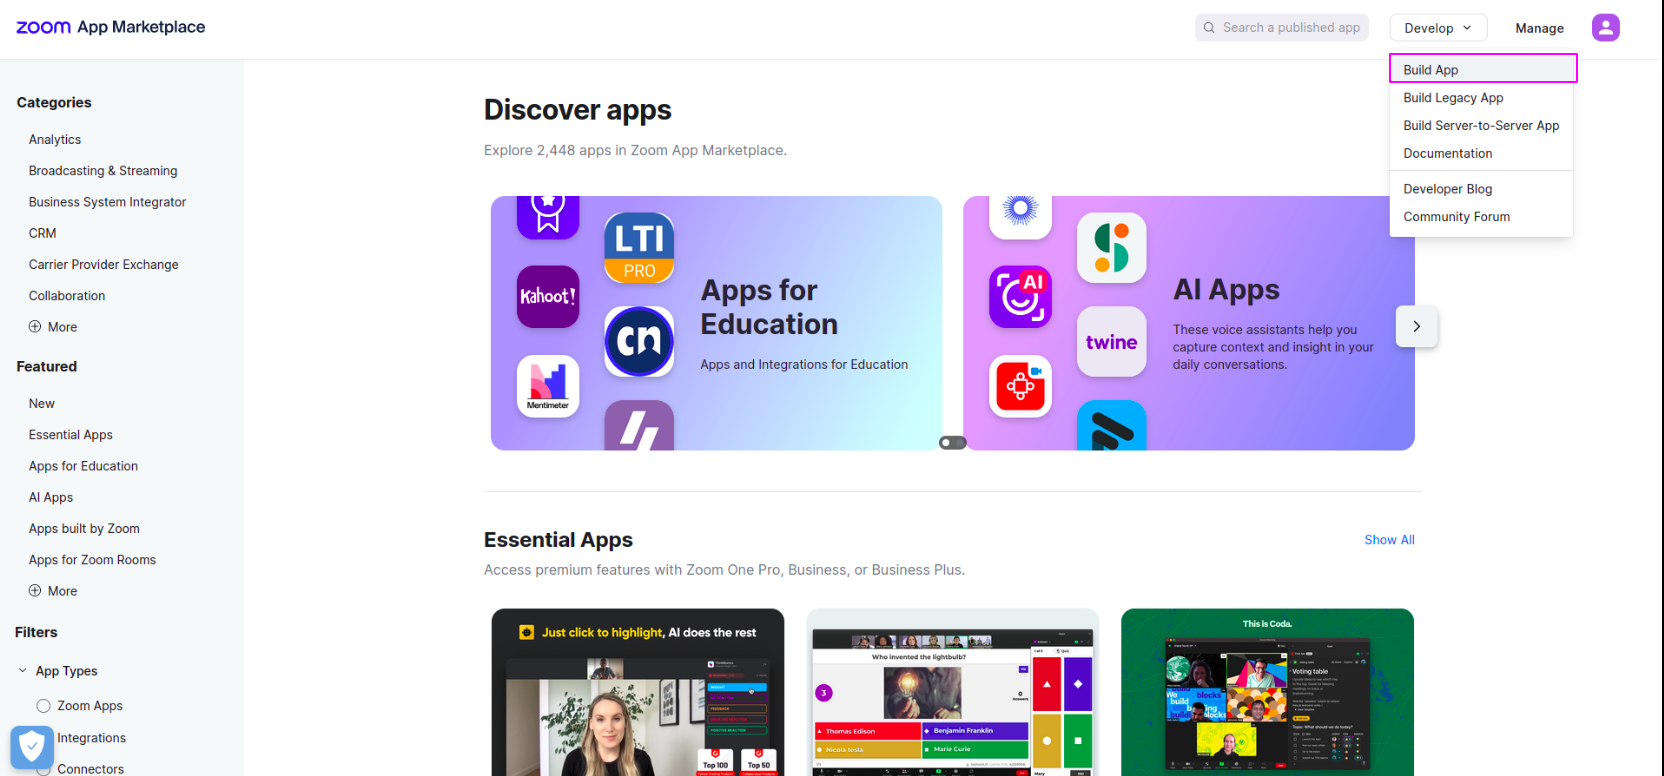 zoom App Marketplace
Search a published app
Develop
Manage
Build App
Build Legacy App
Build Server-to-Server App
Documentation
Developer Blog
Community Forum
Categories
Analytics
Broadcasting & Streaming
Business System Integrator
CRM
Carrier Provider Exchange
Collaboration
More
Featured
New
Essential Apps
Apps for Education
AI Apps
Apps built by Zoom
Apps for Zoom Rooms
More
Filters
App Types
Zoom Apps
Integrations
Connectors
Discover apps
Explore 2,448 apps in Zoom App Marketplace.
LTI
PRO
Kahoot!
cn
Mentimeter
Apps for
Education
Apps and Integrations for Education
AI
twine
AI Apps
These voice assistants help you
capture context and insight in your
daily conversations.
Essential Apps
Show All
Access premium features with Zoom One Pro, Business, or Business Plus.
Just click to highlight, AI does the rest
Top 100
Top 50
Who invented the lightbulb?
3
0
Answers
Thomas Edison
Benjamin Franklin
Nicola tesla
Marie Curie
This is Coda.
We blocks
build
building
Voting table